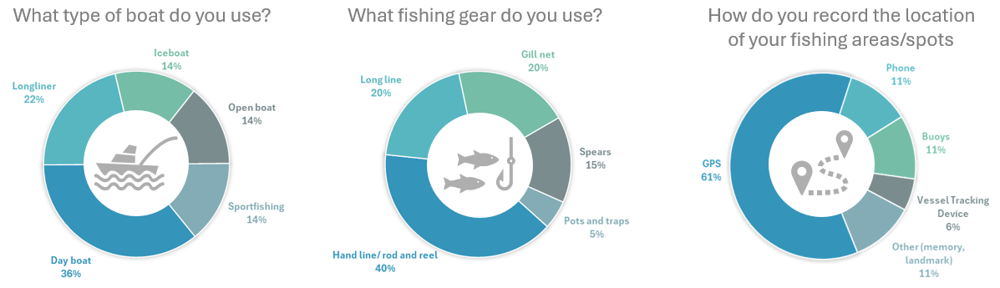 What type of boat do you use?
Iceboat
14%
Longliner
22%
Open boat
14%
Sportfishing
14%
Day boat
36%
What fishing gear do you use?
Gill net
20%
Long line
20%
Spears
15%
Pots and traps
5%
Hand line/ rod and reel
40%
How do you record the location
of your fishing areas/spots
Phone
11%
Buoys
11%
GPS
61%
Vessel Tracking
Device
6%
Other (memory,
landmark)
11%